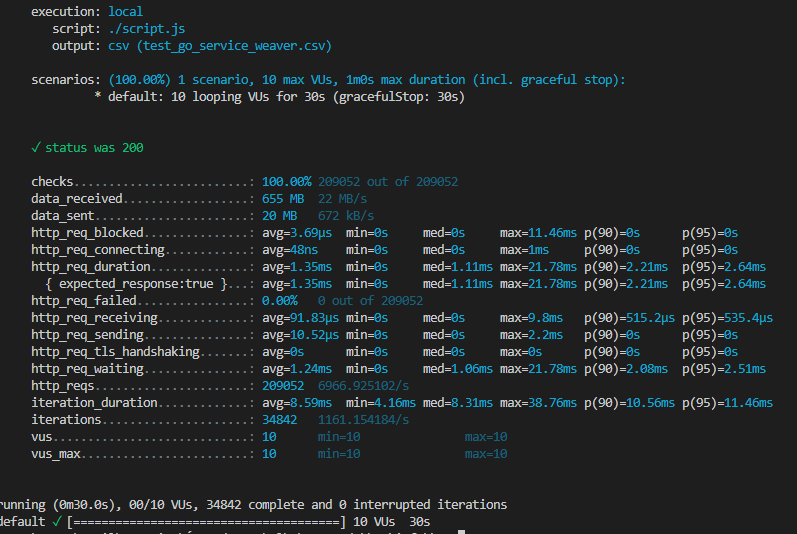 execution: local
script: ./script.js
output: csv (test_go_service_weaver.csv)
scenarios: (100.00%) 1 scenario, 10 max VUs, 1m0s max duration (incl. graceful stop):
* default: 10 looping VUs for 30s (gracefulStop: 30s)
✓ status was 200
checks.........................: 100.00% 209052 out of 209052
data_received..................: 655 MB 22 MB/s
data_sent......................: 20 MB 672 kB/s
http_req_blocked...............: avg=3.69µs min=0s med=0s max=11.46ms p(90)=0s p(95)=0s
http_req_connecting............: avg=48ns min=0s med=0s max=1ms p(90)=0s p(95)=0s
http_req_duration..............: avg=1.35ms min=0s med=1.11ms max=21.78ms p(90)=2.21ms p(95)=2.64ms
{ expected_response:true }...: avg=1.35ms min=0s med=1.11ms max=21.78ms p(90)=2.21ms p(95)=2.64ms
http_req_failed................: 0.00% 0 out of 209052
http_req_receiving.............: avg=91.83µs min=0s med=0s max=9.8ms p(90)=515.2µs p(95)=535.4µs
http_req_sending...............: avg=10.52µs min=0s med=0s max=2.2ms p(90)=0s p(95)=0s
http_req_tls_handshaking.......: avg=0s min=0s med=0s max=0s p(90)=0s p(95)=0s
http_req_waiting...............: avg=1.24ms min=0s med=1.06ms max=21.78ms p(90)=2.08ms p(95)=2.51ms
http_reqs......................: 209052 6966.925102/s
iteration_duration.............: avg=8.59ms min=4.16ms med=8.31ms max=38.76ms p(90)=10.56ms p(95)=11.46ms
iterations.....................: 34842 1161.154184/s
vus............................: 10 min=10 max=10
vus_max........................: 10 min=10 max=10
running (0m30.0s), 00/10 VUs, 34842 complete and 0 interrupted iterations
default ✓ [======================================] 10 VUs 30s